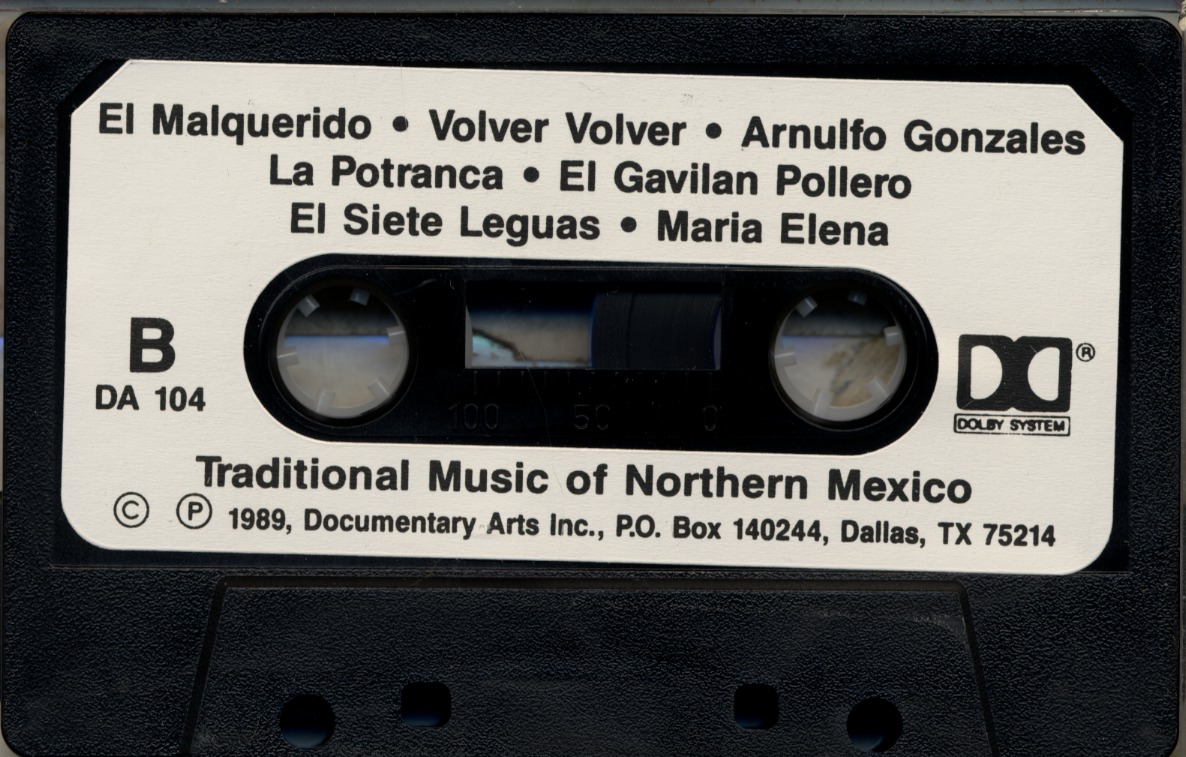 El Malquerido • Volver Volver • Arnulfo Gonzales
La Potranca • El Gavilan Pollero
El Siete Leguas • Maria Elena
B
DA 104
®
DOLBY SYSTEM
100 50 0
Traditional Music of Northern Mexico
© ℗ 1989, Documentary Arts Inc., P.O. Box 140244, Dallas, TX 75214